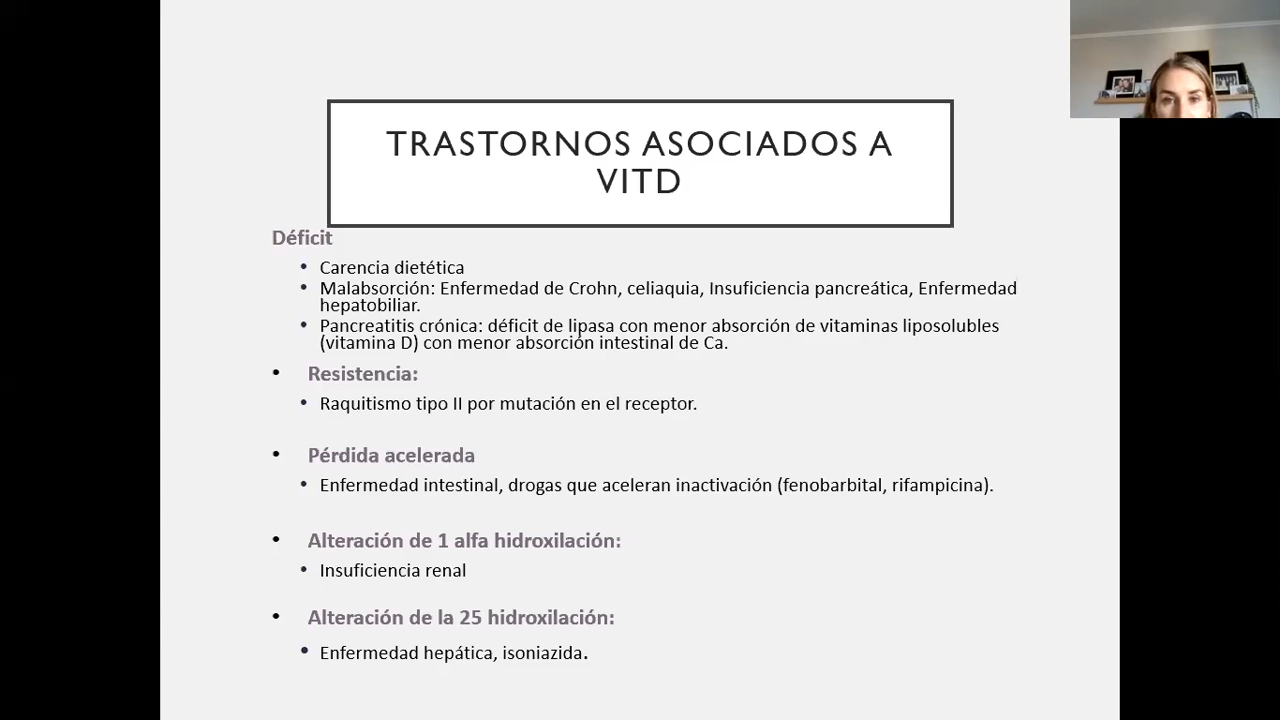 TRASTORNOS ASOCIADOS A
VITD
Déficit
• Carencia dietética
• Malabsorción: Enfermedad de Crohn, celiaquia, Insuficiencia pancreática, Enfermedad
hepatobiliar.
• Pancreatitis crónica: déficit de lipasa con menor absorción de vitaminas liposolubles
(vitamina D) con menor absorción intestinal de Ca.
• Resistencia:
• Raquitismo tipo II por mutación en el receptor.
• Pérdida acelerada
• Enfermedad intestinal, drogas que aceleran inactivación (fenobarbital, rifampicina).
• Alteración de 1 alfa hidroxilación:
• Insuficiencia renal
• Alteración de la 25 hidroxilación:
• Enfermedad hepática, isoniazida.